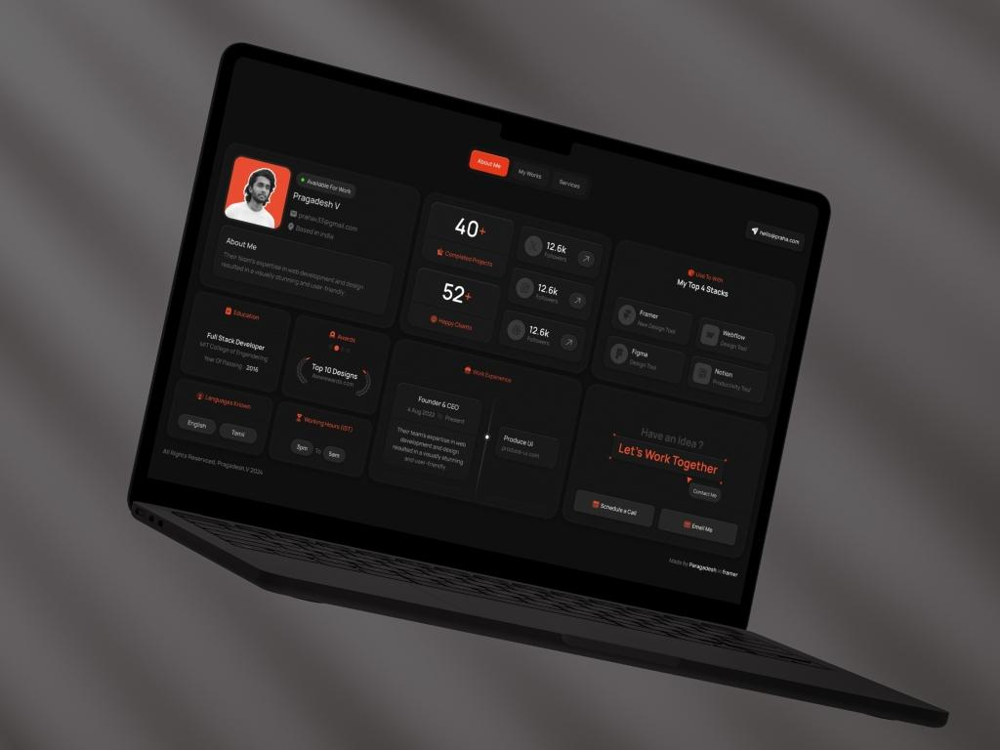 About Me
My Works
Services
hello@praha.com
Available For Work
Pragadesh V
prahav33@gmail.com
Based in India
About Me
Their team's expertise in web development and design
resulted in a visually stunning and user-friendly.
40+
Completed Projects
52+
Happy Clients
12.6k
Followers
12.6k
Followers
12.6k
Followers
Use To With
My Top 4 Stacks
Framer
New Design Tool
Webflow
Design Tool
Figma
Design Tool
Notion
Productivity Tool
Education
Full Stack Developer
MIT College of Engendering
Year Of Passing - 2016
Awards
Top 10 Designs
Awwwards.com
Languages Known
English
Tamil
Working Hours (IST)
3pm To 5am
Work Experience
Founder & CEO
4 Aug 2022
Present
Their team's expertise in web
development and design
resulted in a visually stunning
and user-friendly.
Produce UI
produce-ui.com
Have an Idea ?
Let's Work Together
Contact Me
Schedule a Call
Email Me
All Rights Reserved, Pragadesh.V 2024
Made by Paragadesh in framer